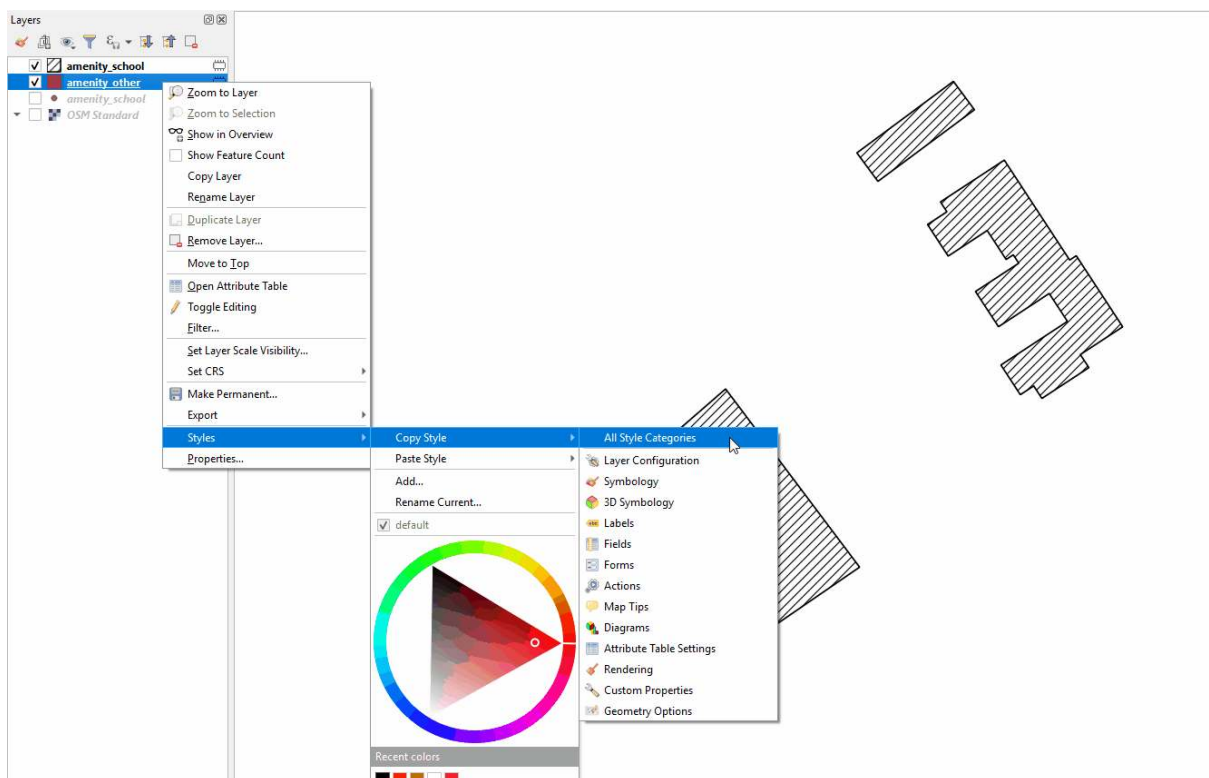 Layers
amenity_school
amenity_other
amenity_school
OSM Standard
Zoom to Layer
Zoom to Selection
Show in Overview
Show Feature Count
Copy Layer
Rename Layer
Duplicate Layer
Remove Layer...
Move to Top
Open Attribute Table
Toggle Editing
Filter...
Set Layer Scale Visibility...
Set CRS
Make Permanent...
Export
Styles
Properties...
Copy Style
Paste Style
Add...
Rename Current...
default
Recent colors
All Style Categories
Layer Configuration
Symbology
3D Symbology
abc Labels
Fields
Forms
Actions
Map Tips
Diagrams
Attribute Table Settings
Rendering
Custom Properties
Geometry Options